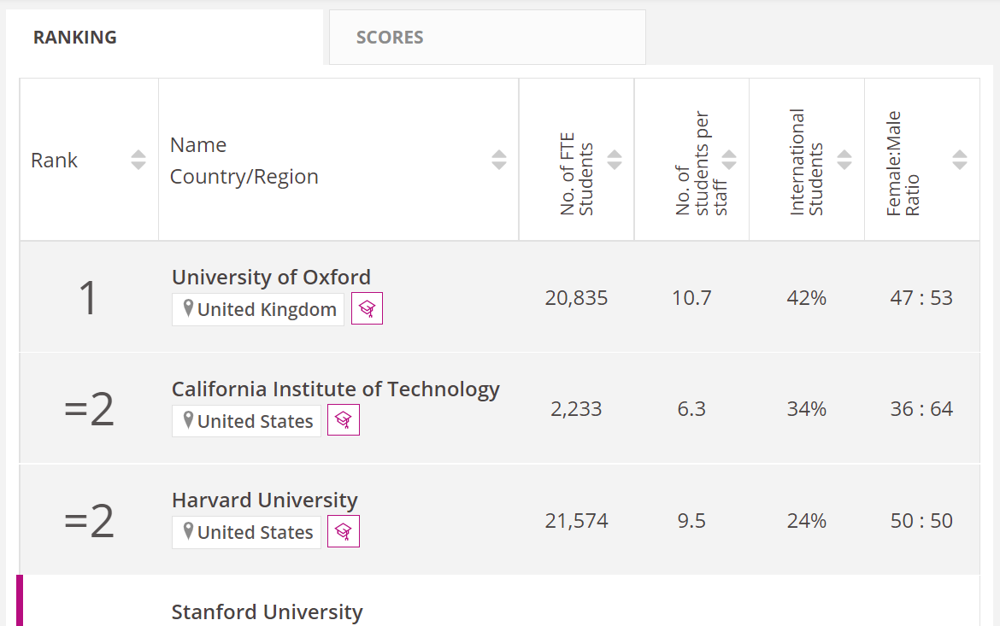 RANKING
SCORES
Rank
Name
Country/Region
No. of FTE
Students
No. of
students per
staff
International
Students
Female:Male
Ratio
1
University of Oxford
United Kingdom
20,835
10.7
42%
47 : 53
=2
California Institute of Technology
United States
2,233
6.3
34%
36 : 64
=2
Harvard University
United States
21,574
9.5
24%
50 : 50
Stanford University